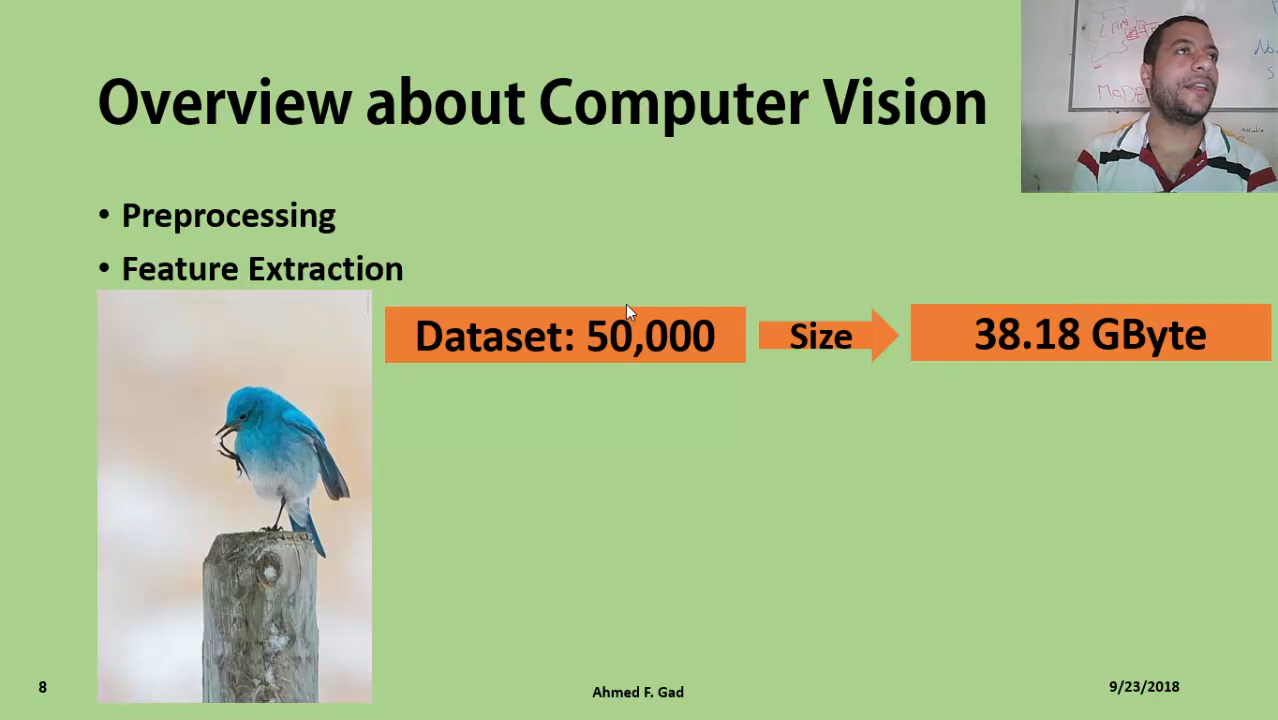 Overview about Computer Vision
• Preprocessing
• Feature Extraction
Dataset: 50,000
Size
38.18 GByte
MADE
8
Ahmed F. Gad
9/23/2018